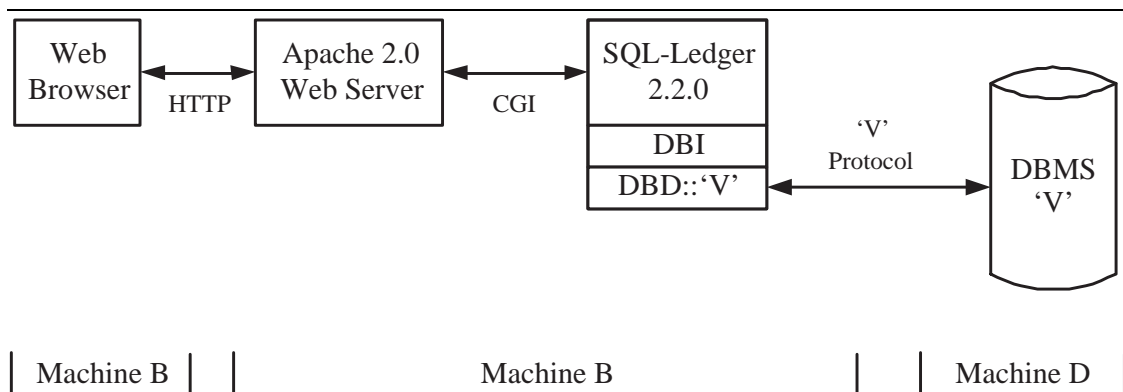 Web
Browser
HTTP
Apache 2.0
Web Server
CGI
SQL-Ledger
2.2.0
DBI
DBD::‘V’
‘V’
Protocol
DBMS
‘V’
Machine B
Machine B
Machine D